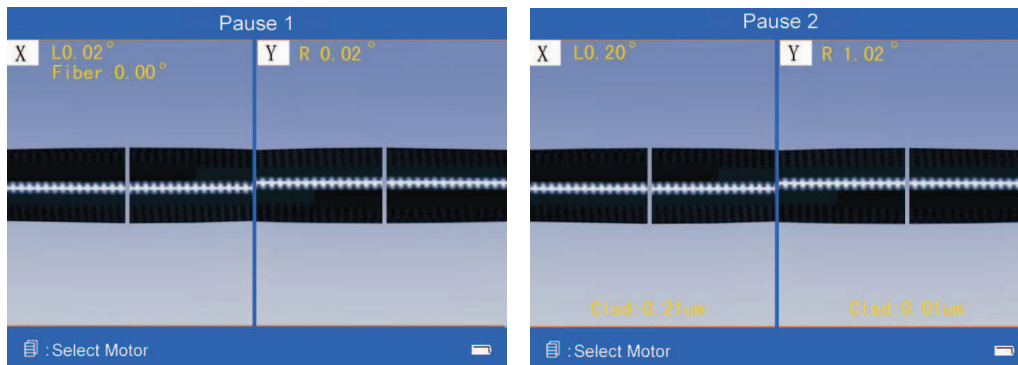 Pause 1
X L0.02° Y R 0.02°
Fiber 0.00°
:Select Motor
Pause 2
X L0.20° Y R 1.02°
Clad:0.21um Clad:0.01um
:Select Motor